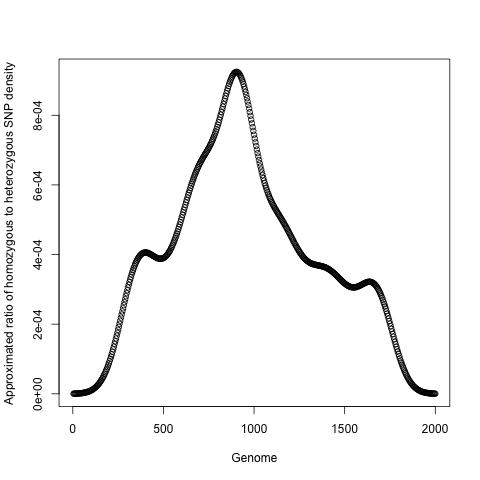 Approximated ratio of homozygous to heterozygous SNP density
8e-04
6e-04
4e-04
2e-04
0e+00
0
500
1000
1500
2000
Genome